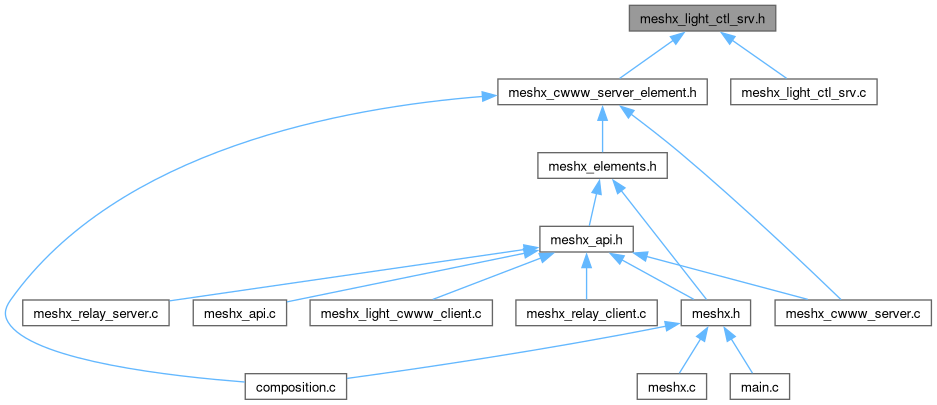 meshx_light_ctl_srv.h
meshx_cwww_server_element.h
meshx_light_ctl_srv.c
meshx_elements.h
meshx_api.h
meshx_relay_server.c
meshx_api.c
meshx_light_cwww_client.c
meshx_relay_client.c
meshx.h
meshx_cwww_server.c
composition.c
meshx.c
main.c